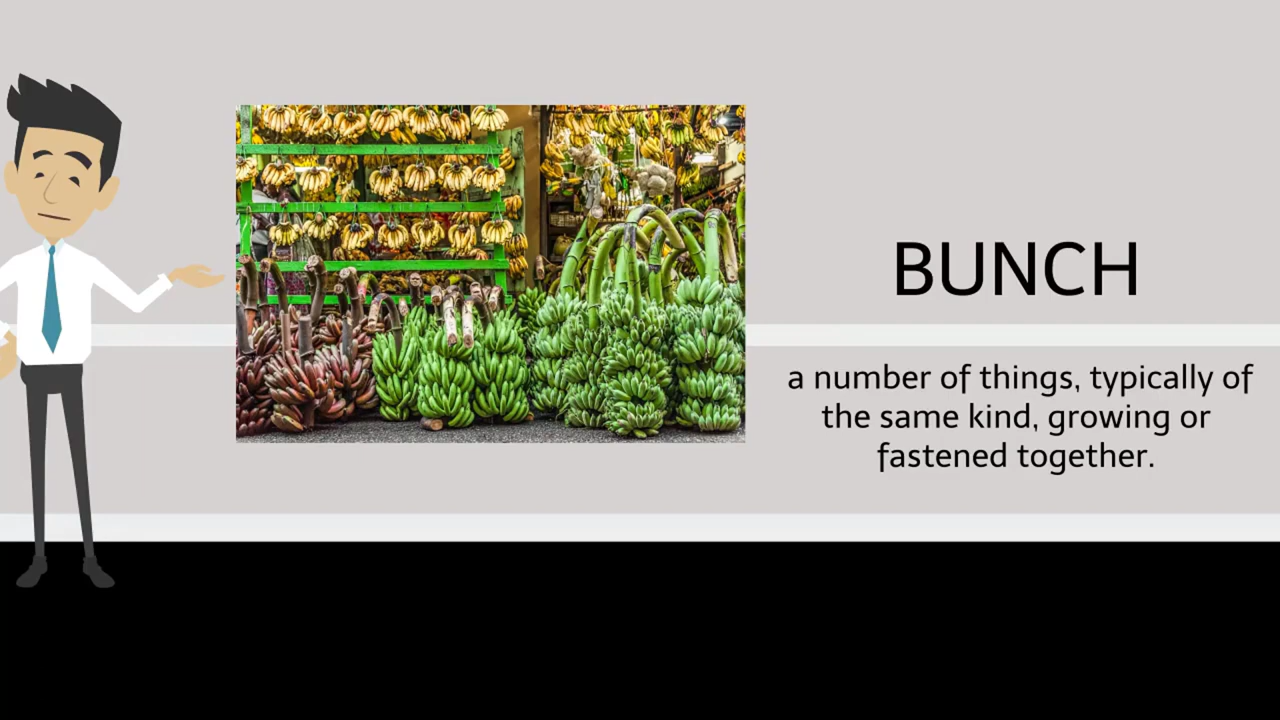 BUNCH
a number of things, typically of
the same kind, growing or
fastened together.